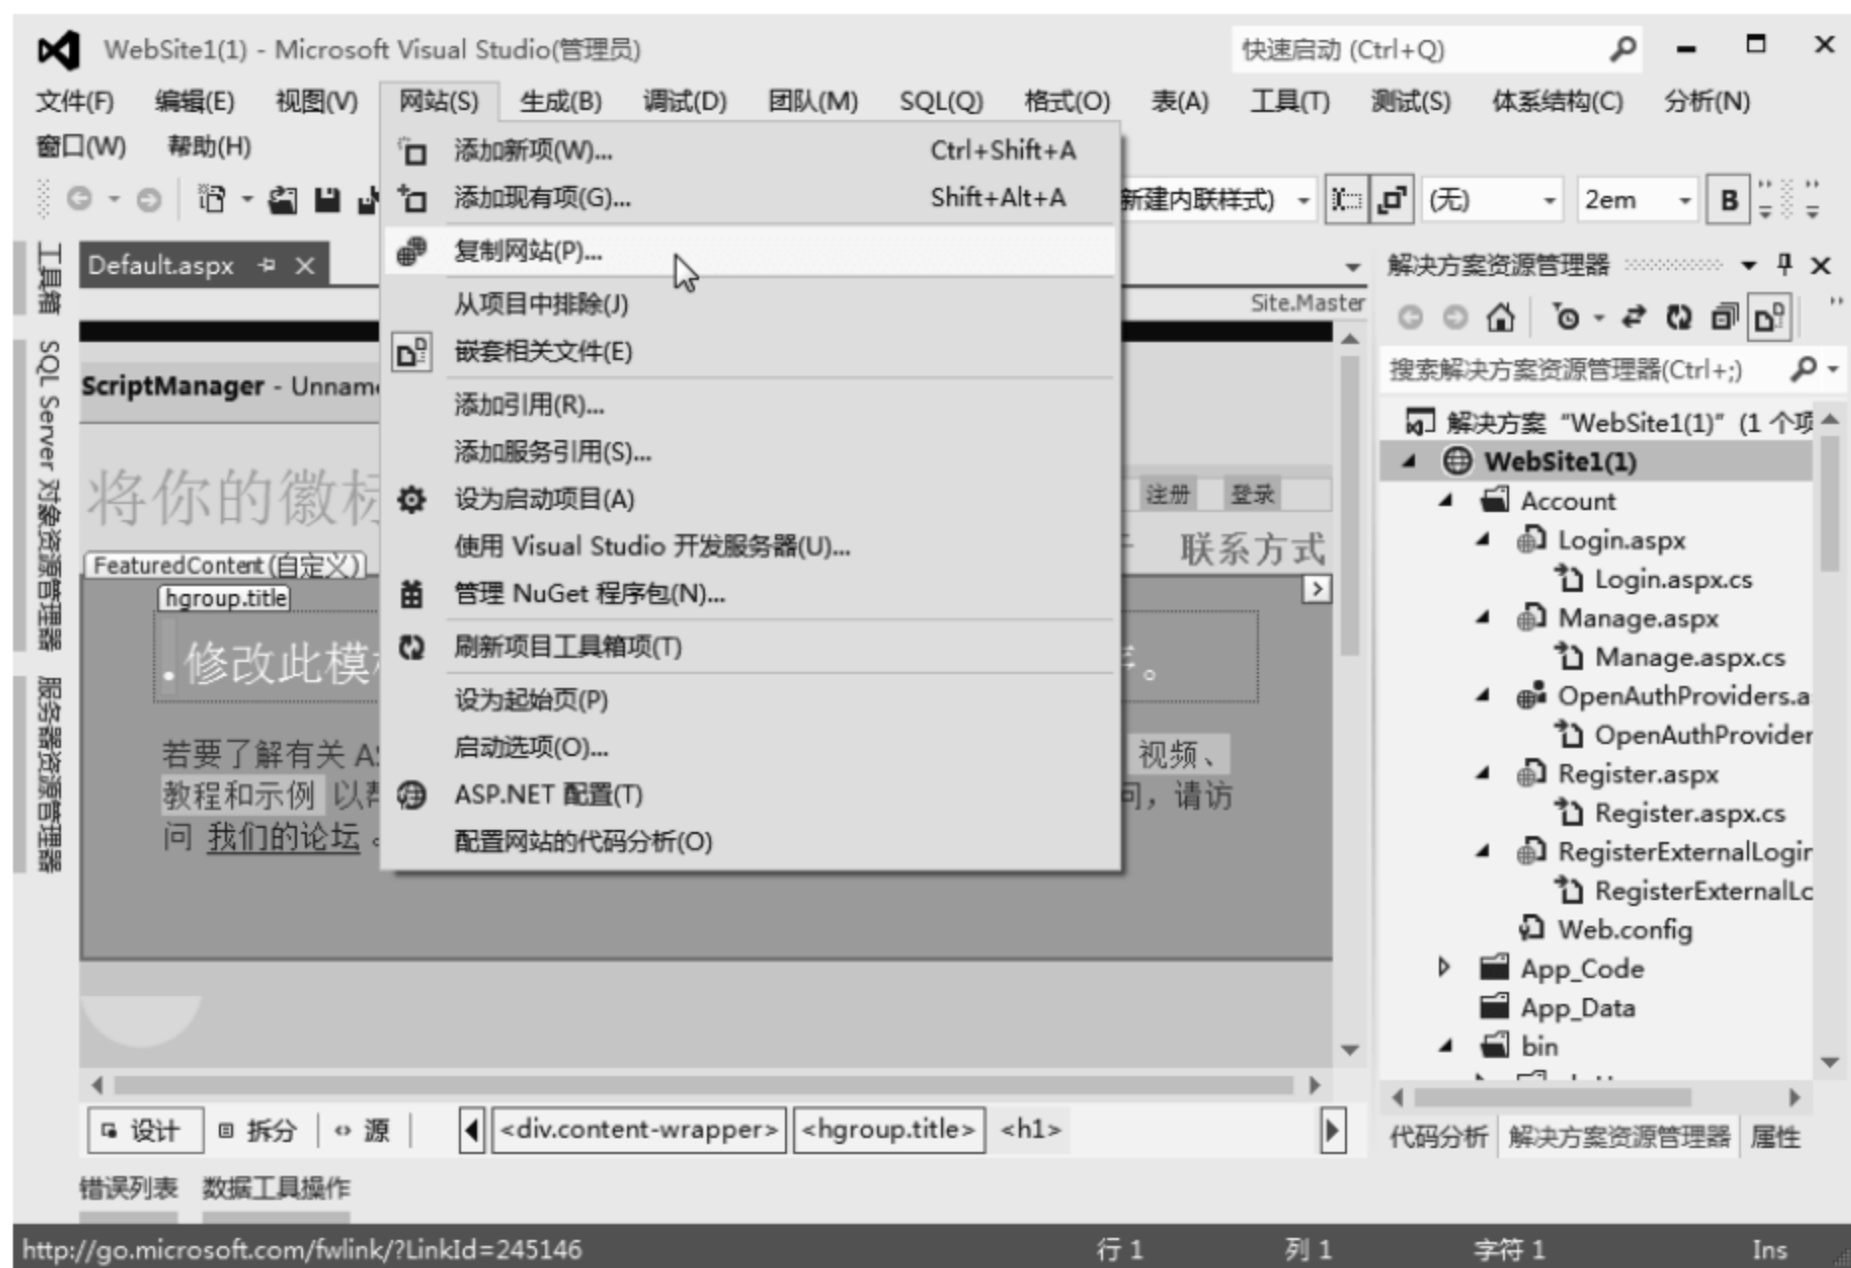 WebSite1(1) - Microsoft Visual Studio(管理员)
快速启动 (Ctrl+Q)
文件(F) 编辑(E) 视图(V) 网站(S) 生成(B) 调试(D) 团队(M) SQL(Q) 格式(O) 表(A) 工具(T) 测试(S) 体系结构(C) 分析(N)
窗口(W) 帮助(H)
添加新项(W)... Ctrl+Shift+A
添加现有项(G)... Shift+Alt+A
复制网站(P)...
从项目中排除(J)
嵌套相关文件(E)
添加引用(R)...
添加服务引用(S)...
设为启动项目(A)
使用 Visual Studio 开发服务器(U)...
管理 NuGet 程序包(N)...
刷新项目工具箱项(T)
设为起始页(P)
启动选项(O)...
ASP.NET 配置(T)
配置网站的代码分析(O)
新建内联样式) (无) 2em B
工具箱
SQL Server 对象资源管理器
服务器资源管理器
Default.aspx
Site.Master
ScriptManager - Unname
将你的徽标
注册 登录
联系方式
FeaturedContent (自定义)
hgroup.title
.修改此模 。
若要了解有关 AS 视频、
教程和示例 以帮 问，请访
问 我们的论坛 。
设计 拆分 源 <div.content-wrapper> <hgroup.title> <h1>
错误列表 数据工具操作
解决方案资源管理器
搜索解决方案资源管理器(Ctrl+;)
解决方案 “WebSite1(1)” (1 个项
WebSite1(1)
Account
Login.aspx
Login.aspx.cs
Manage.aspx
Manage.aspx.cs
OpenAuthProviders.a
OpenAuthProvider
Register.aspx
Register.aspx.cs
RegisterExternalLogin
RegisterExternalLo
Web.config
App_Code
App_Data
bin
代码分析 解决方案资源管理器 属性
http://go.microsoft.com/fwlink/?LinkId=245146 行 1 列 1 字符 1 Ins